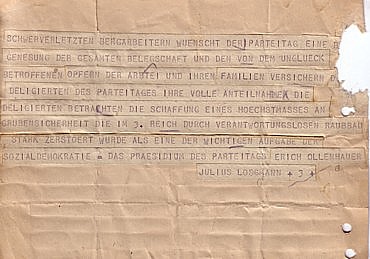 SCHWERVERLETZTEN BERGARBEITERN WUENSCHT DER PARTEITAG EINE B
GENESUNG DER GESAMTEN BELEGSCHAFT UND DEN VON DEM UNGLUECK
BETROFFENEN OPFERN DER ARBTEI UND IHREN FAMILIEN VERSICHERN D
DELIGIERTEN DES PARTEITAGES IHRE VOLLE ANTEILNAHMEK DIE
DELIGIERTEN BETRACHTEN DIE SCHAFFUNG EINES HOECHSTMASSES AN
GRUBENSICHERHEIT DIE IM 3. REICH DURCH VERANTWORTUNGSLOSEN RAUBBAU
STARK ZERSTOERT WURDE ALS EINE DER WICHTIGEN AUFGABE DER
SOZIALDEMOKRATIE = DAS PRAESIDIUM DES PARTEITAGS ERICH OLLENHAUER
JULIUS LOSSMANN + 3 +